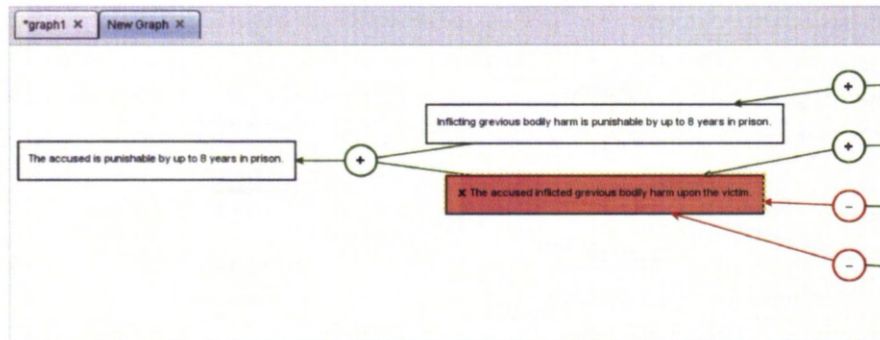 *graph1 ✕ New Graph ✕
+
Inflicting grevious bodily harm is punishable by up to 8 years in prison.
+
The accused is punishable by up to 8 years in prison.
+
✕ The accused inflicted grevious bodily harm upon the victim.
−
−